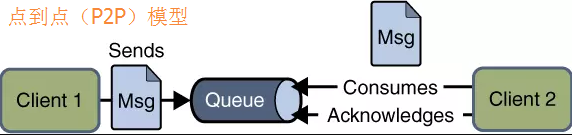 点到点（P2P）模型
Msg
Sends
Client 1
Msg
Queue
Consumes
Acknowledges
Client 2